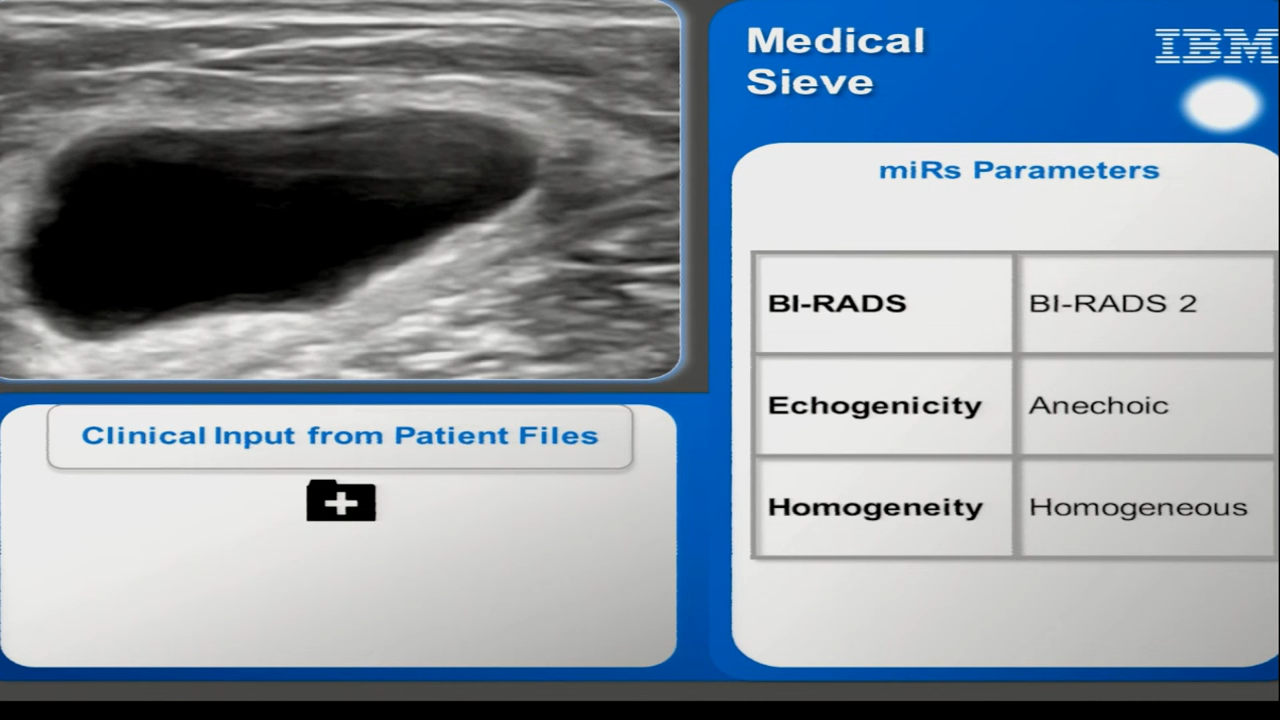 Medical
Sieve
IBM
miRs Parameters
BI-RADS BI-RADS 2
Echogenicity Anechoic
Homogeneity Homogeneous
Clinical Input from Patient Files